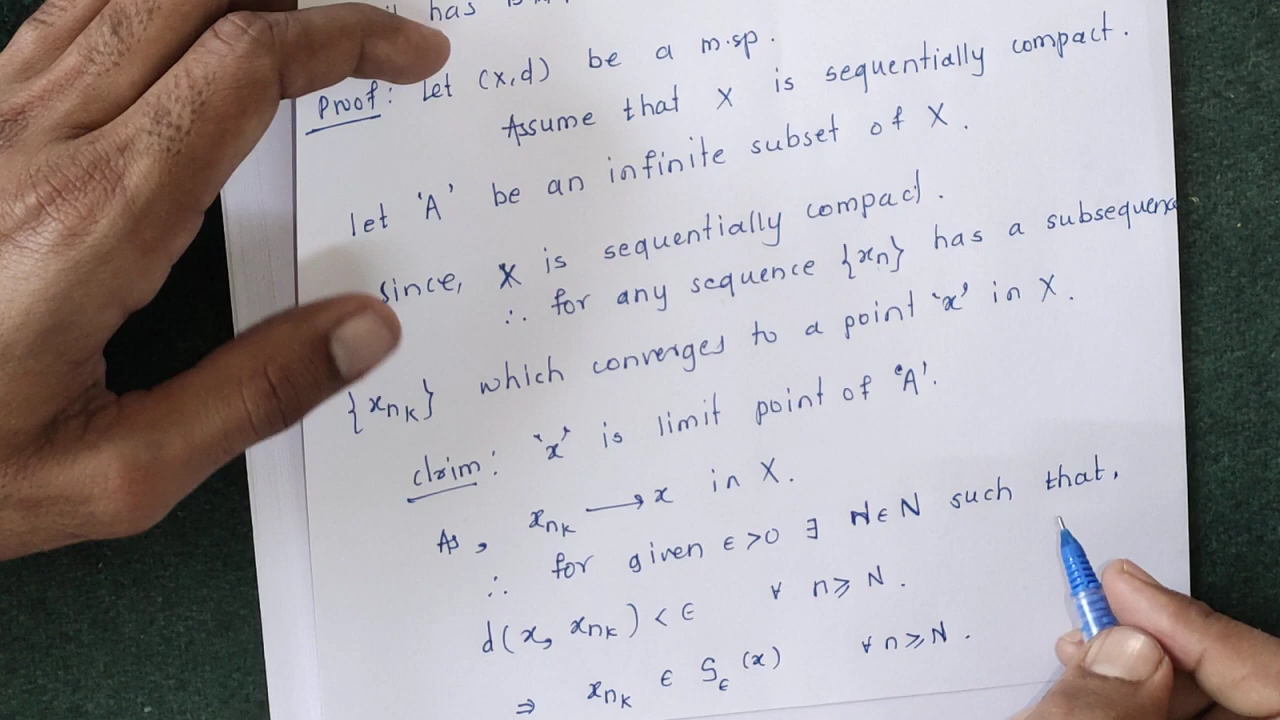 has
Proof: Let (X,d) be a m.sp.
Assume that X is sequentially compact.
let 'A' be an infinite subset of X.
since, X is sequentially compact.
∴ for any sequence {xn} has a subsequenc
{xnk} which converges to a point 'x' in X.
claim: 'x' is limit point of 'A'.
As, xnk ⟶ x in X.
∴ for given ϵ>0 ∃ N∈N such that,
d(x, xnk) < ϵ ∀ n⩾N.
⇒ xnk ∈ Sϵ(x) ∀ n⩾N.